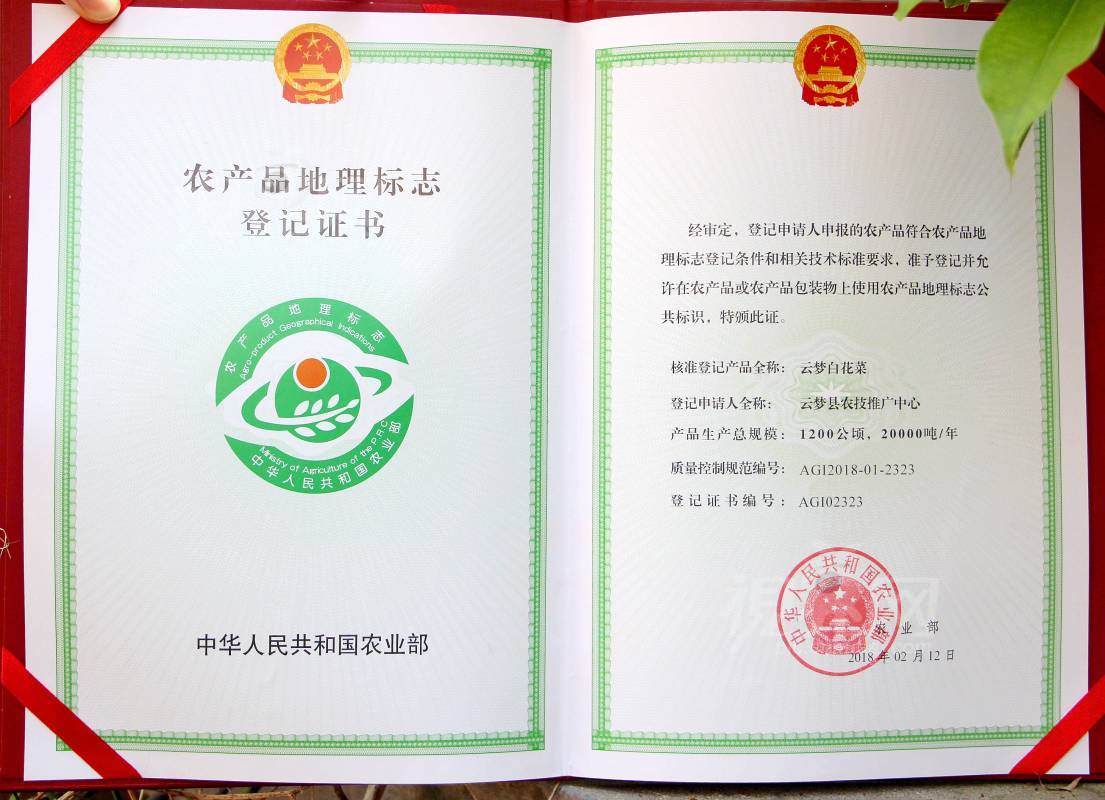 农产品地理标志
登记证书
农产品地理标志
Agro-product Geographical Indications
Ministry of Agriculture of the P.R.C
中华人民共和国农业部
中华人民共和国农业部
经审定，登记申请人申报的农产品符合农产品地
理标志登记条件和相关技术标准要求，准予登记并允
许在农产品或农产品包装物上使用农产品地理标志公
共标识，特颁此证。
核准登记产品全称： 云梦白花菜
登记申请人全称： 云梦县农技推广中心
产品生产总规模： 1200公顷，20000吨/年
质量控制规范编号： AGI2018-01-2323
登记证书编号： AGI02323
中华人民共和国农业部
农业部
2018年02月12日